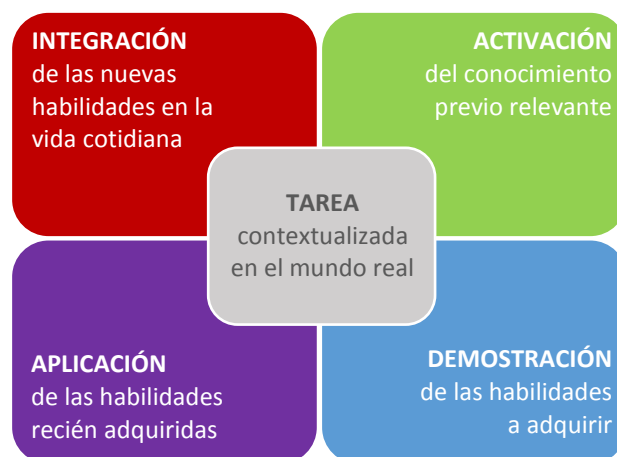 INTEGRACIÓN
de las nuevas
habilidades en la
vida cotidiana
ACTIVACIÓN
del conocimiento
previo relevante
TAREA
contextualizada
en el mundo real
APLICACIÓN
de las habilidades
recién adquiridas
DEMOSTRACIÓN
de las habilidades
a adquirir